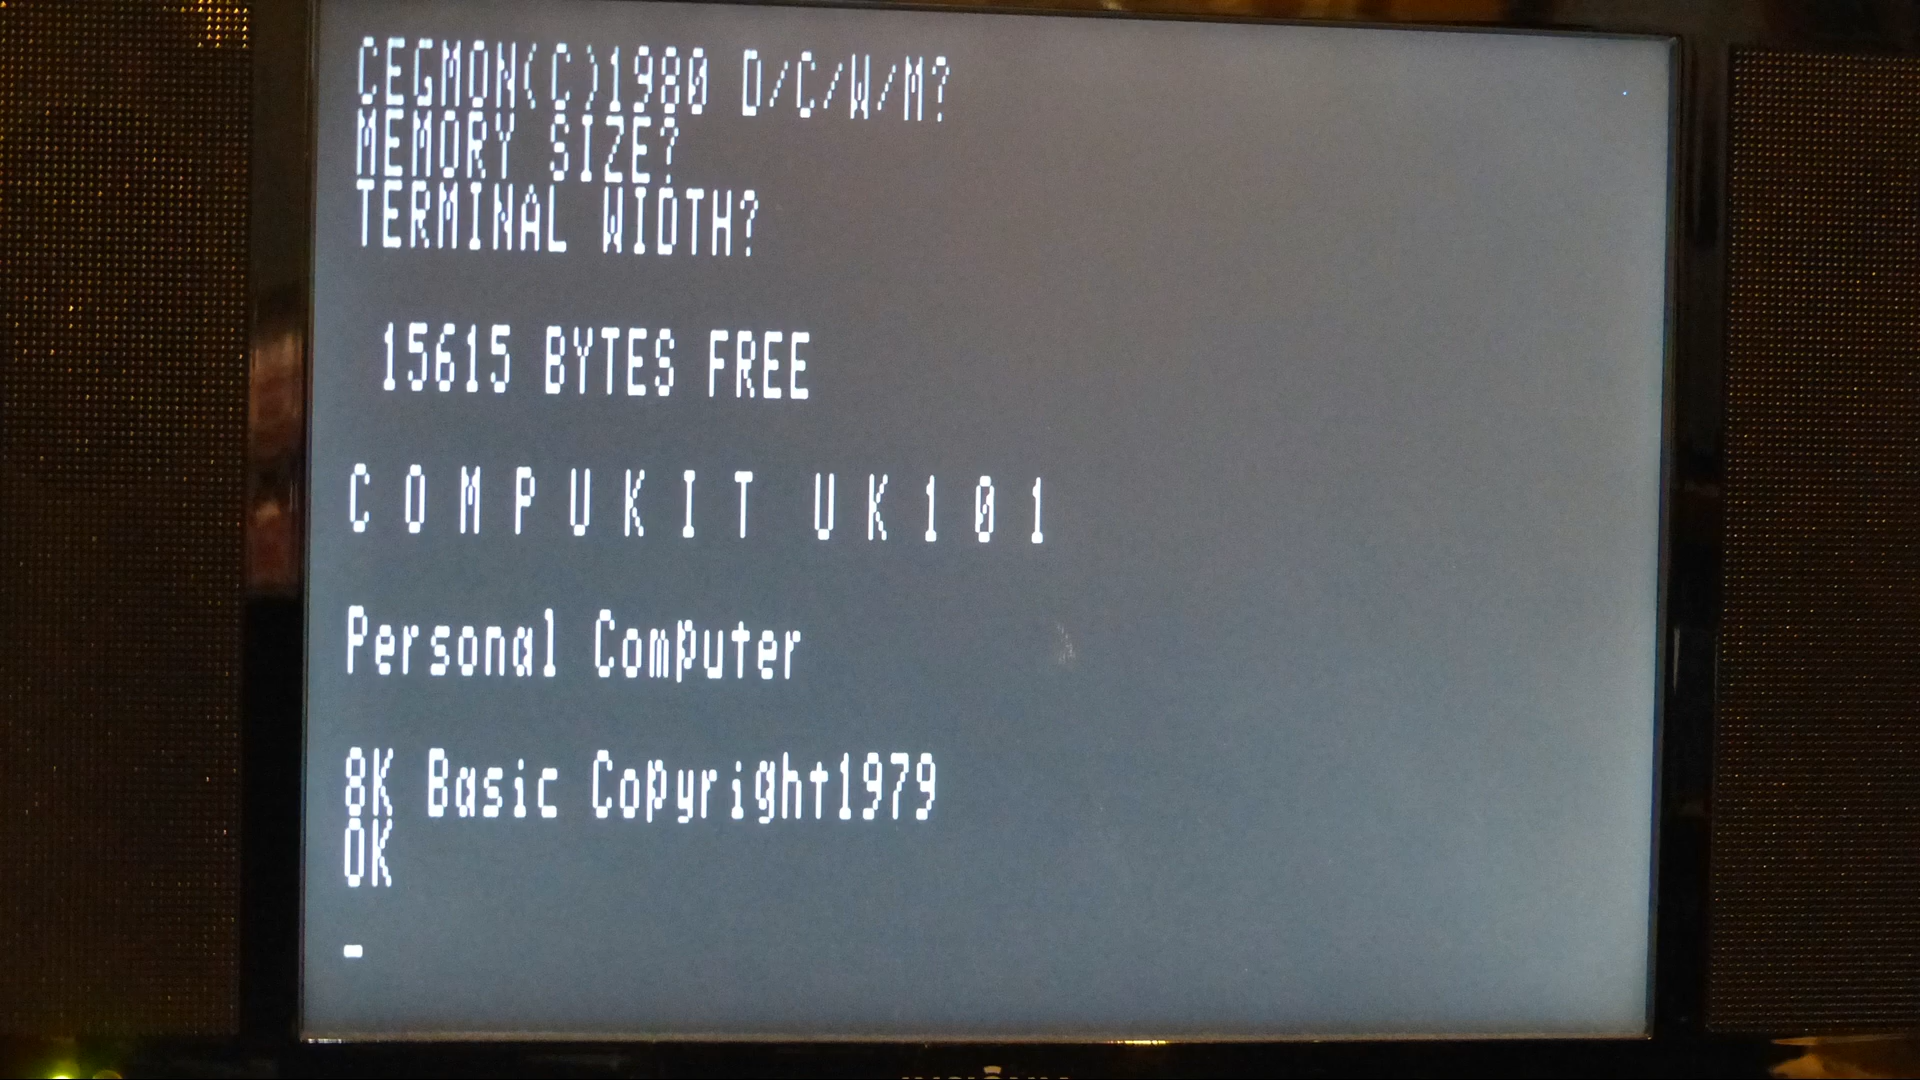 CEGMON(C)1980 D/C/W/M?
MEMORY SIZE?
TERMINAL WIDTH?
15615 BYTES FREE
C O M P U K I T  U K 1 0 1
Personal Computer
8K Basic Copyright1979
OK